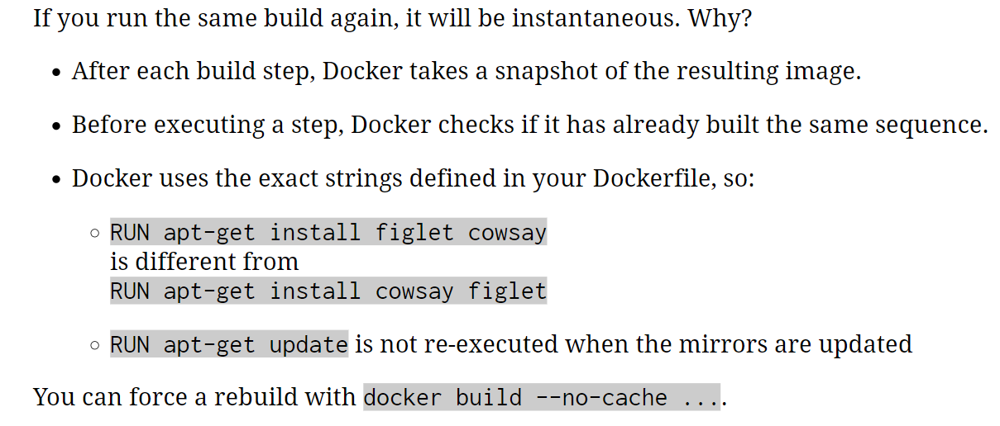 If you run the same build again, it will be instantaneous. Why?
• After each build step, Docker takes a snapshot of the resulting image.
• Before executing a step, Docker checks if it has already built the same sequence.
• Docker uses the exact strings defined in your Dockerfile, so:
○ RUN apt-get install figlet cowsay
is different from
RUN apt-get install cowsay figlet
○ RUN apt-get update is not re-executed when the mirrors are updated
You can force a rebuild with docker build --no-cache ....